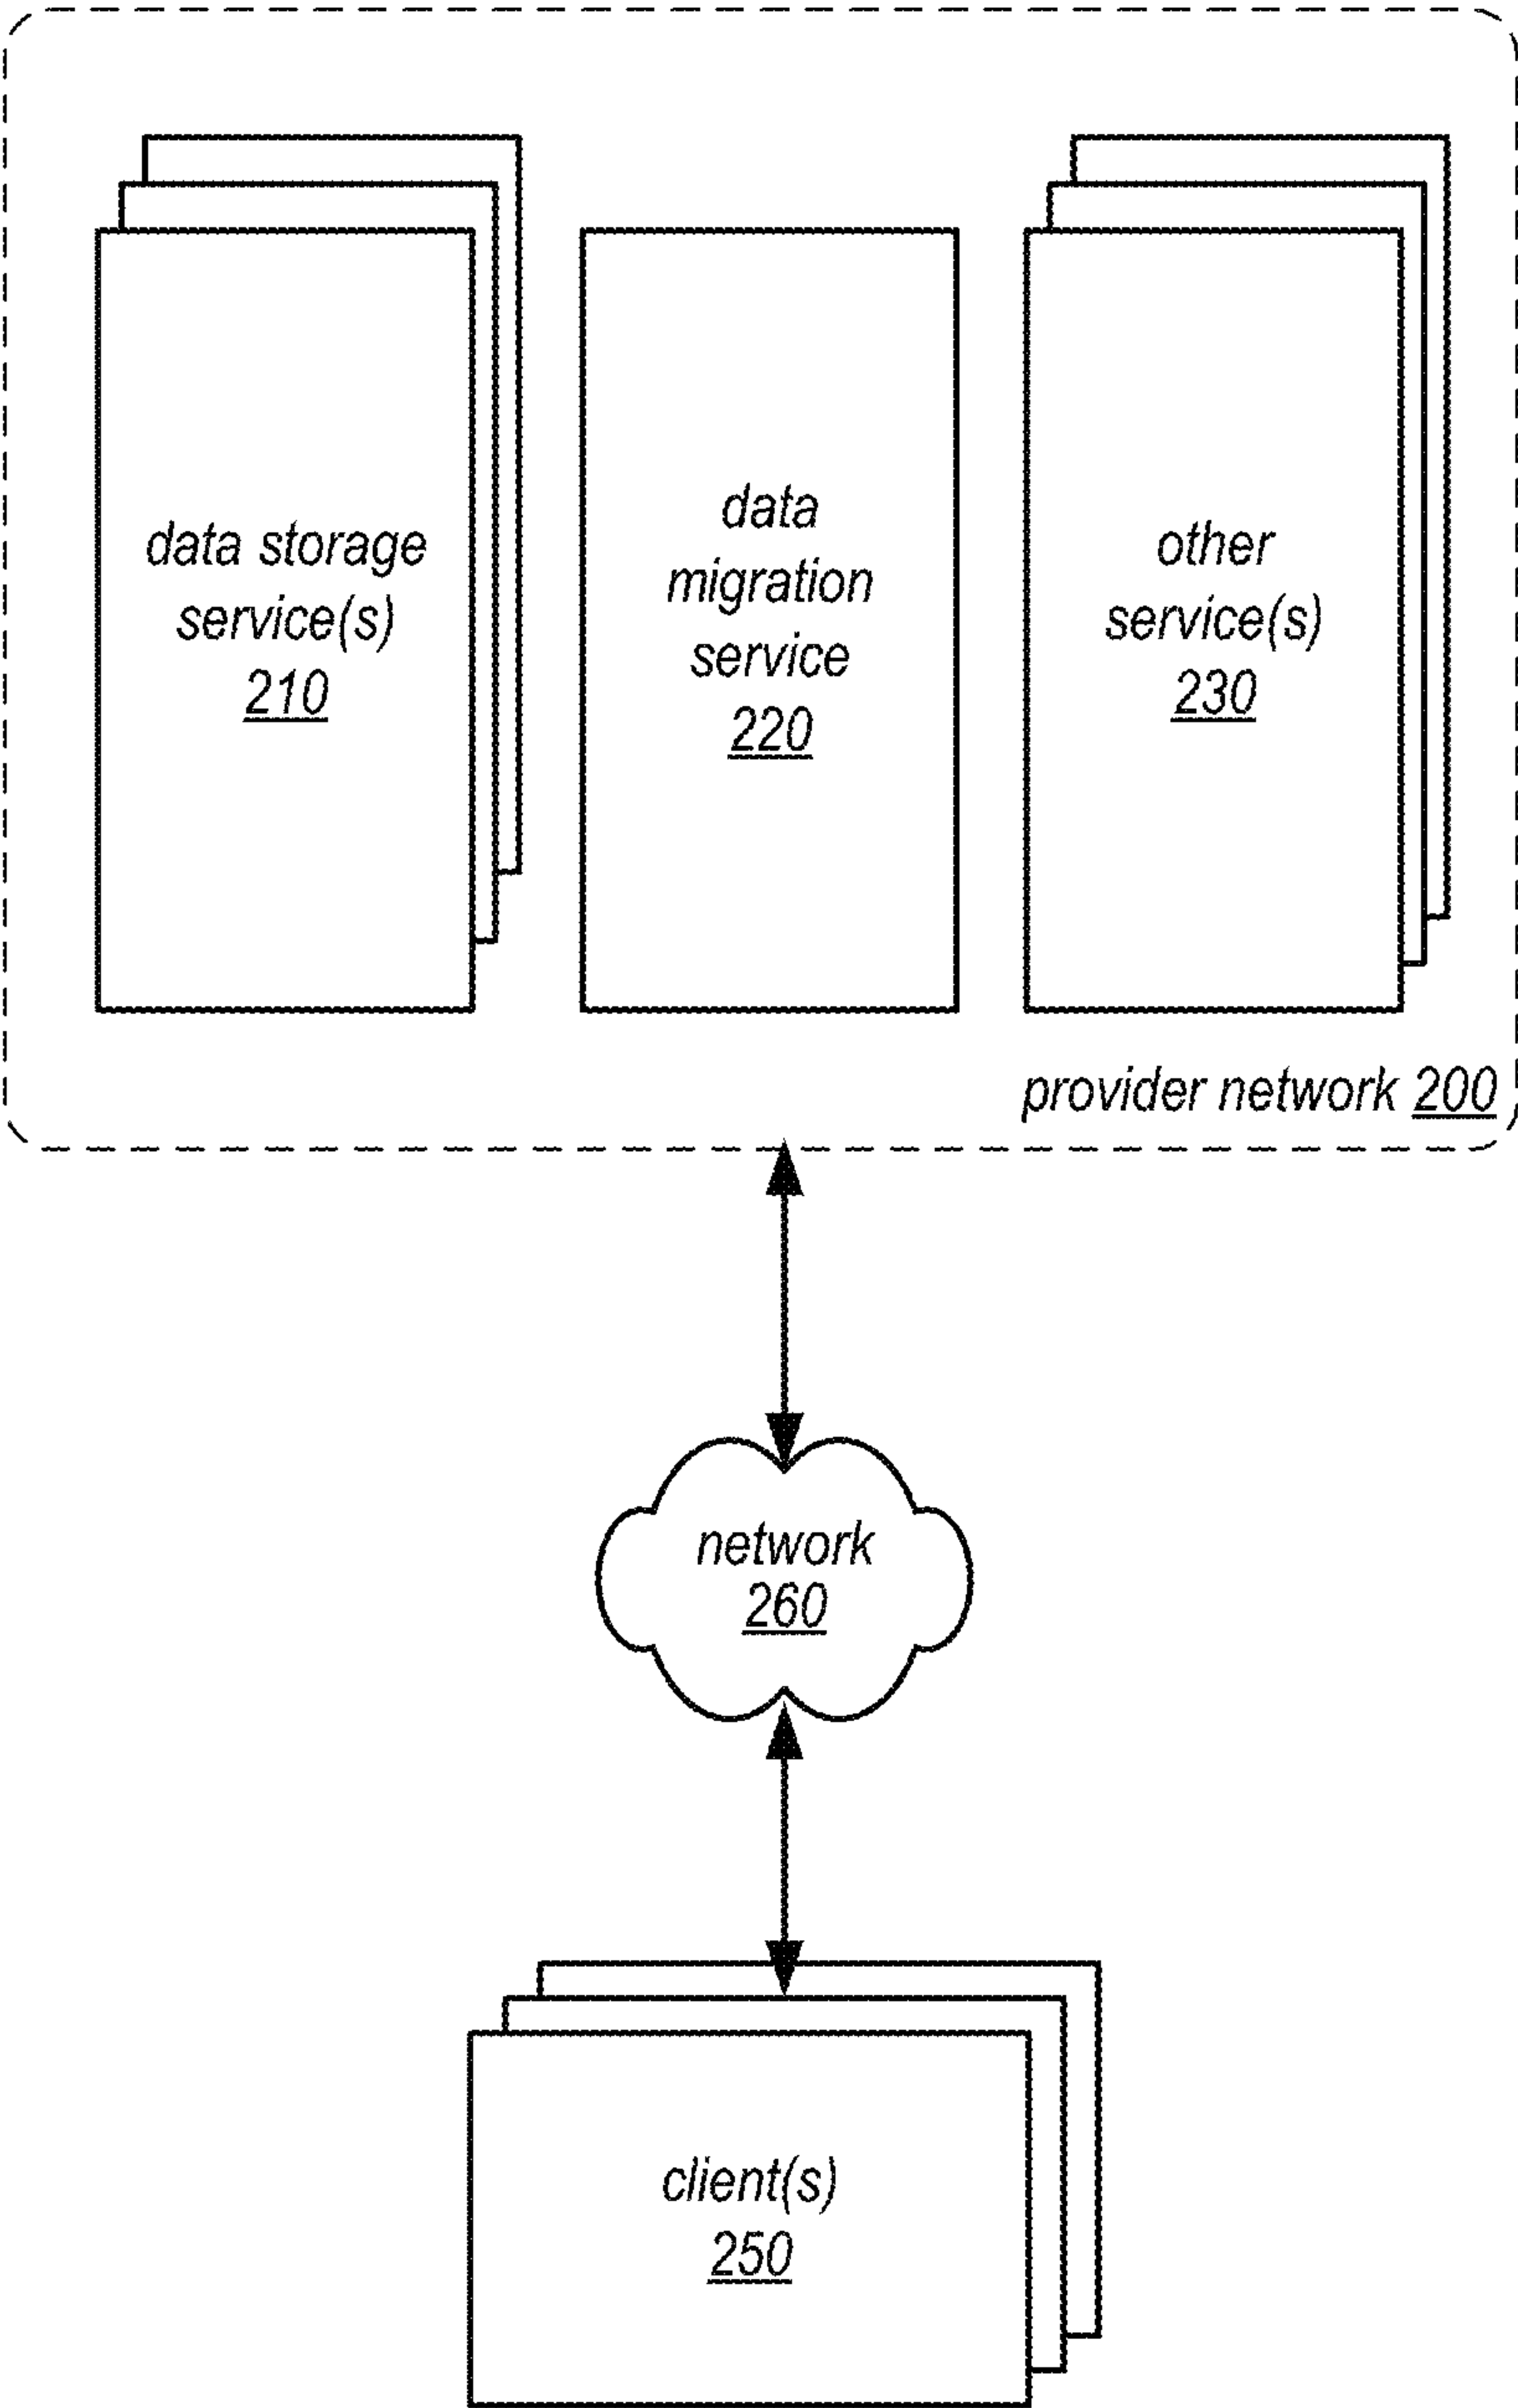 data storage
service(s)
210
data
migration
service
220
other
service(s)
230
provider network 200
network
260
client(s)
250